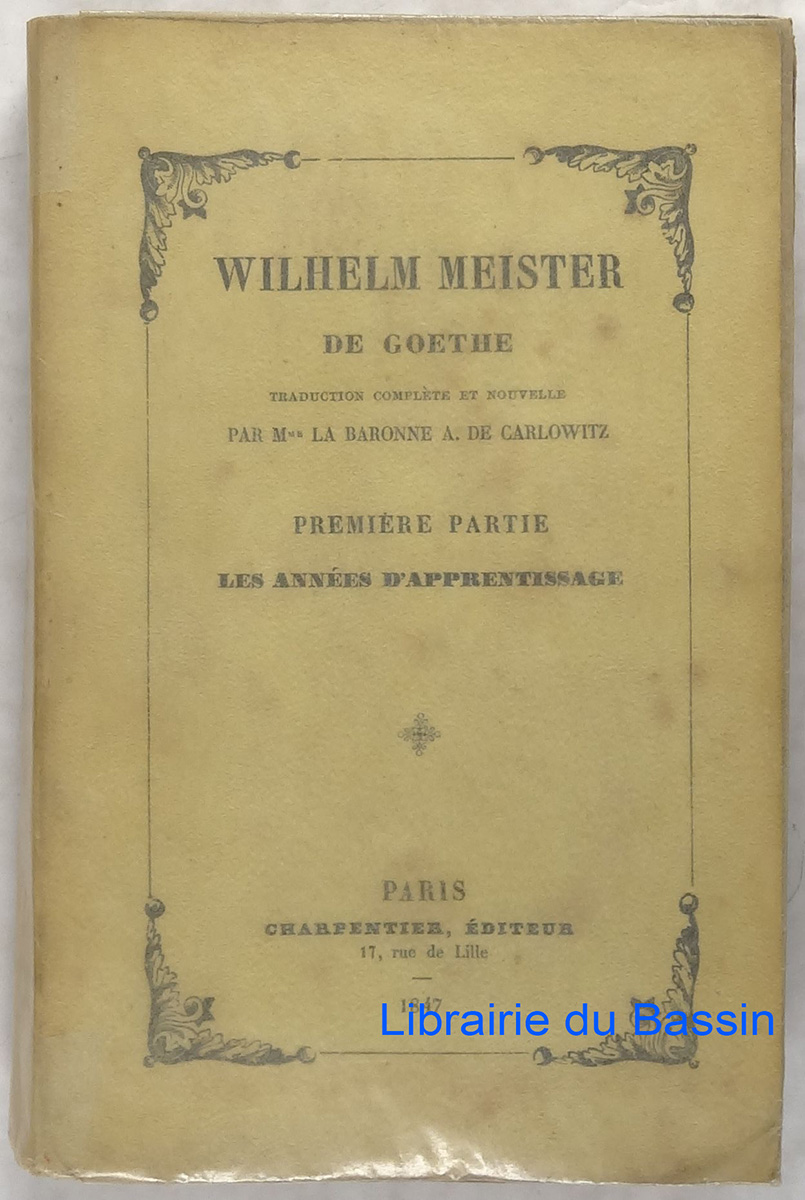 WILHELM MEISTER
DE GOETHE
TRADUCTION COMPLÈTE ET NOUVELLE
PAR Mme LA BARONNE A. DE CARLOWITZ
PREMIÈRE PARTIE
LES ANNÉES D'APPRENTISSAGE
PARIS
CHARPENTIER, ÉDITEUR
17, rue de Lille
1847
Librairie du Bassin